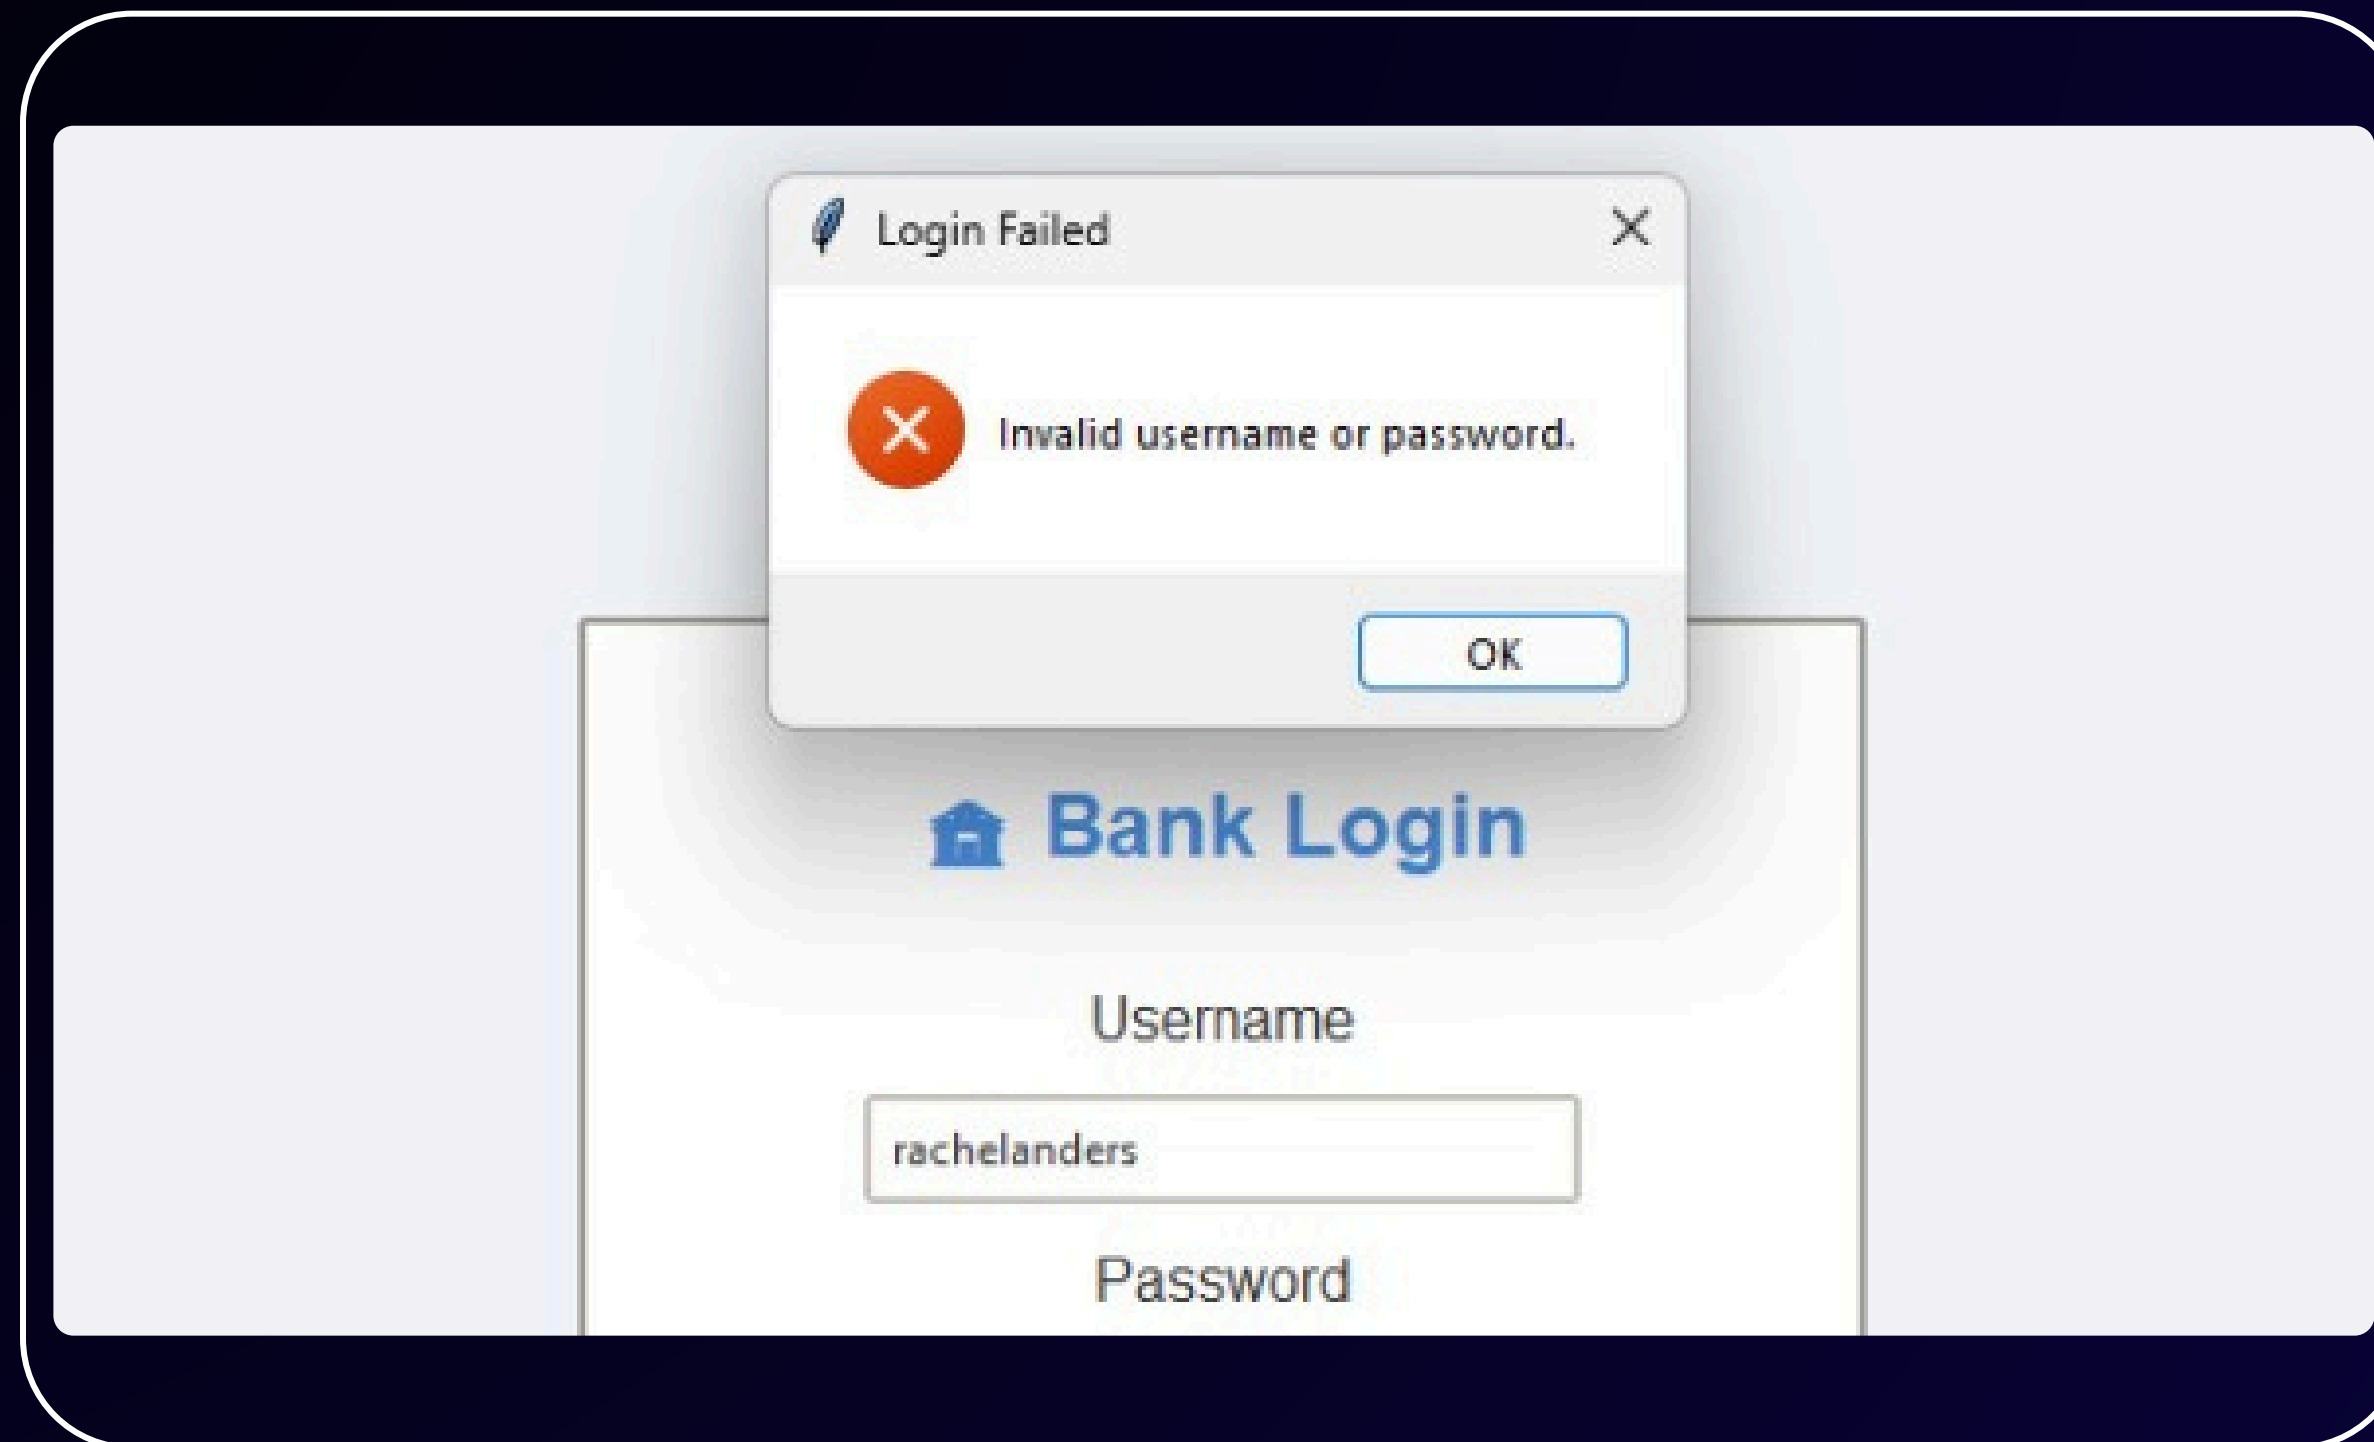 Login Failed
Invalid username or password.
OK
Bank Login
Username
rachelanders
Password